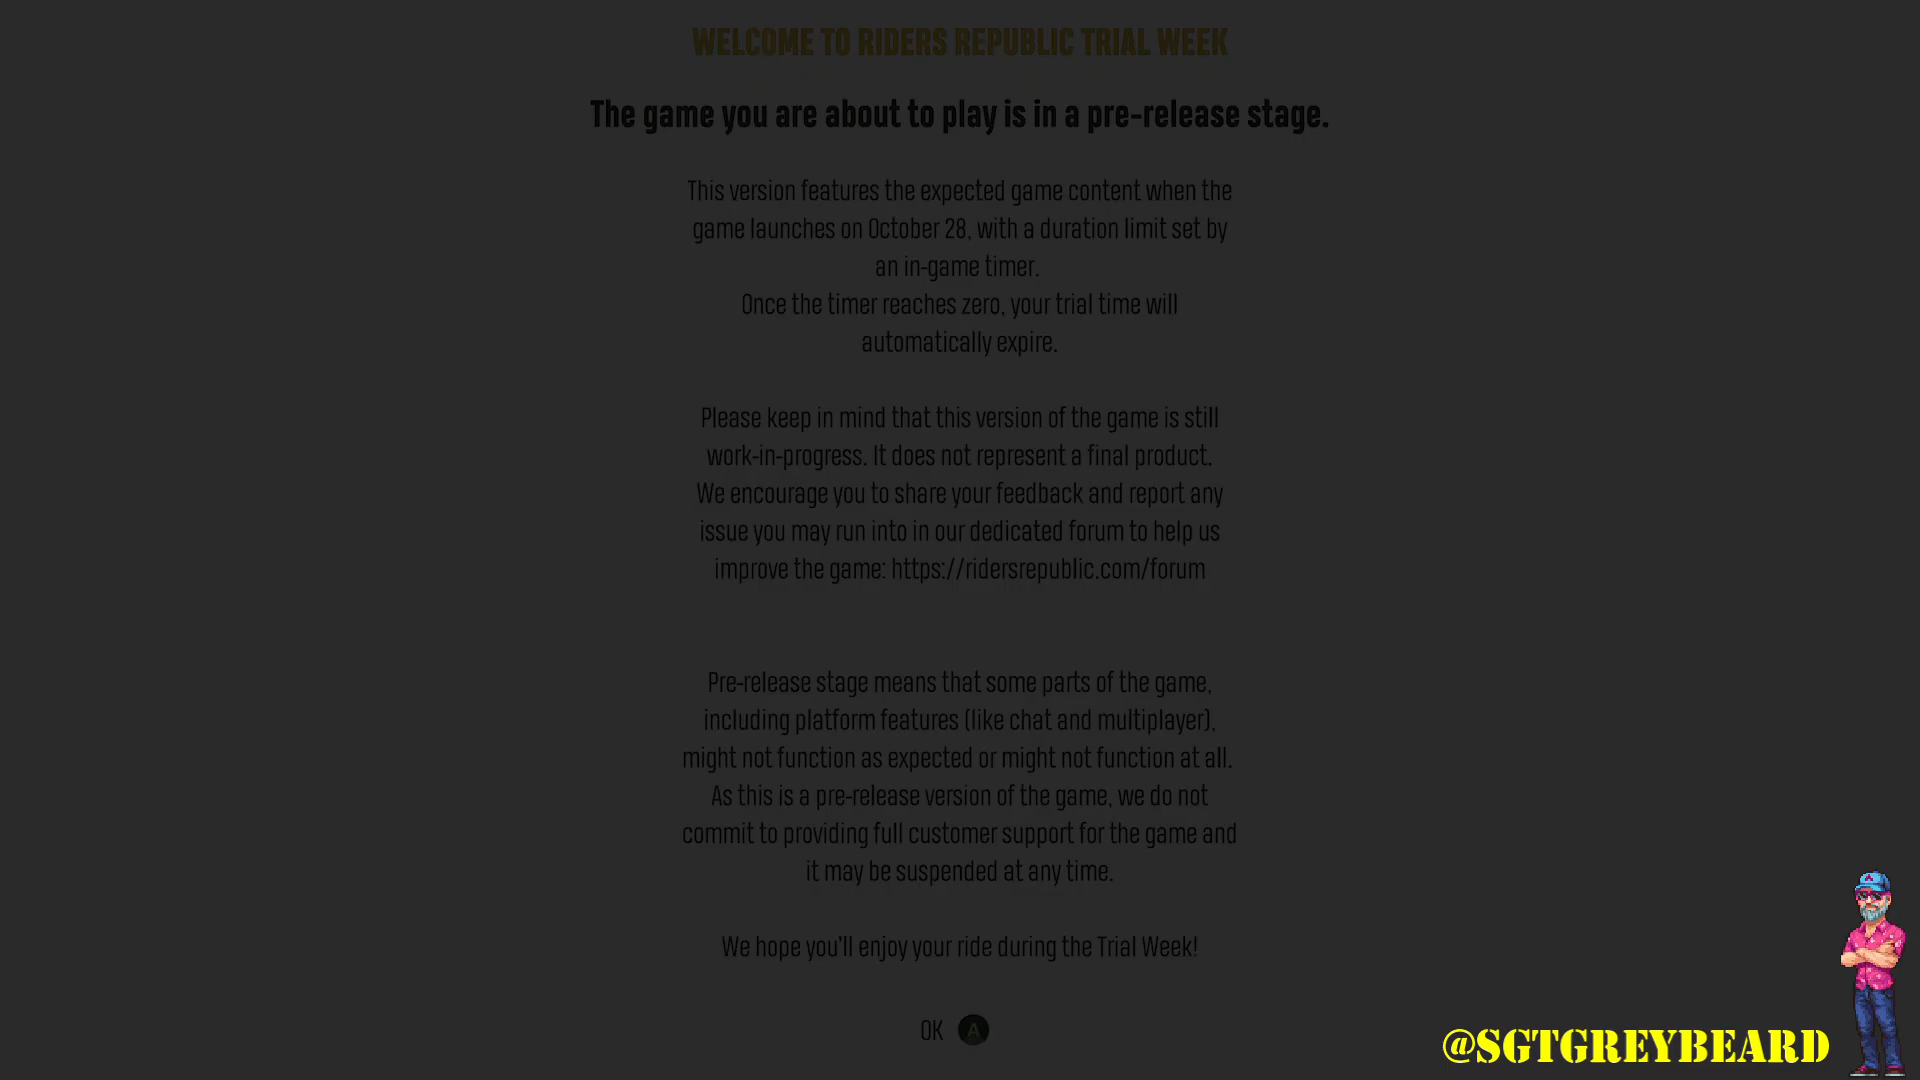 WELCOME TO RIDERS REPUBLIC TRIAL WEEK
The game you are about to play is in a pre-release stage.
This version features the expected game content when the
game launches on October 28, with a duration limit set by
an in-game timer.
Once the timer reaches zero, your trial time will
automatically expire.
Please keep in mind that this version of the game is still
work-in-progress. It does not represent a final product.
We encourage you to share your feedback and report any
issue you may run into in our dedicated forum to help us
improve the game: https://ridersrepublic.com/forum
Pre-release stage means that some parts of the game,
including platform features (like chat and multiplayer),
might not function as expected or might not function at all.
As this is a pre-release version of the game, we do not
commit to providing full customer support for the game and
it may be suspended at any time.
We hope you'll enjoy your ride during the Trial Week!
OK A
@SGTGREYBEARD